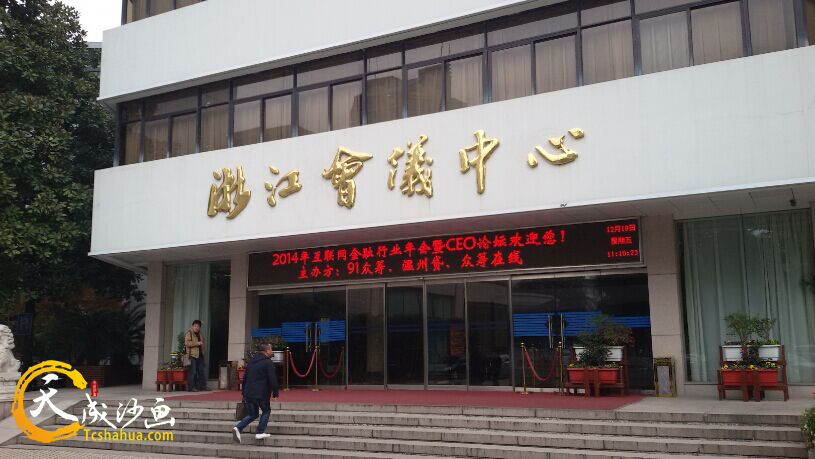 浙江會議中心
2014年互联网金融行业年会暨CEO论坛欢迎您！
主办方：91众筹、温州贷、众筹在线
12月19日
星期五
11:10:23
天成沙画
Tcshahua.com